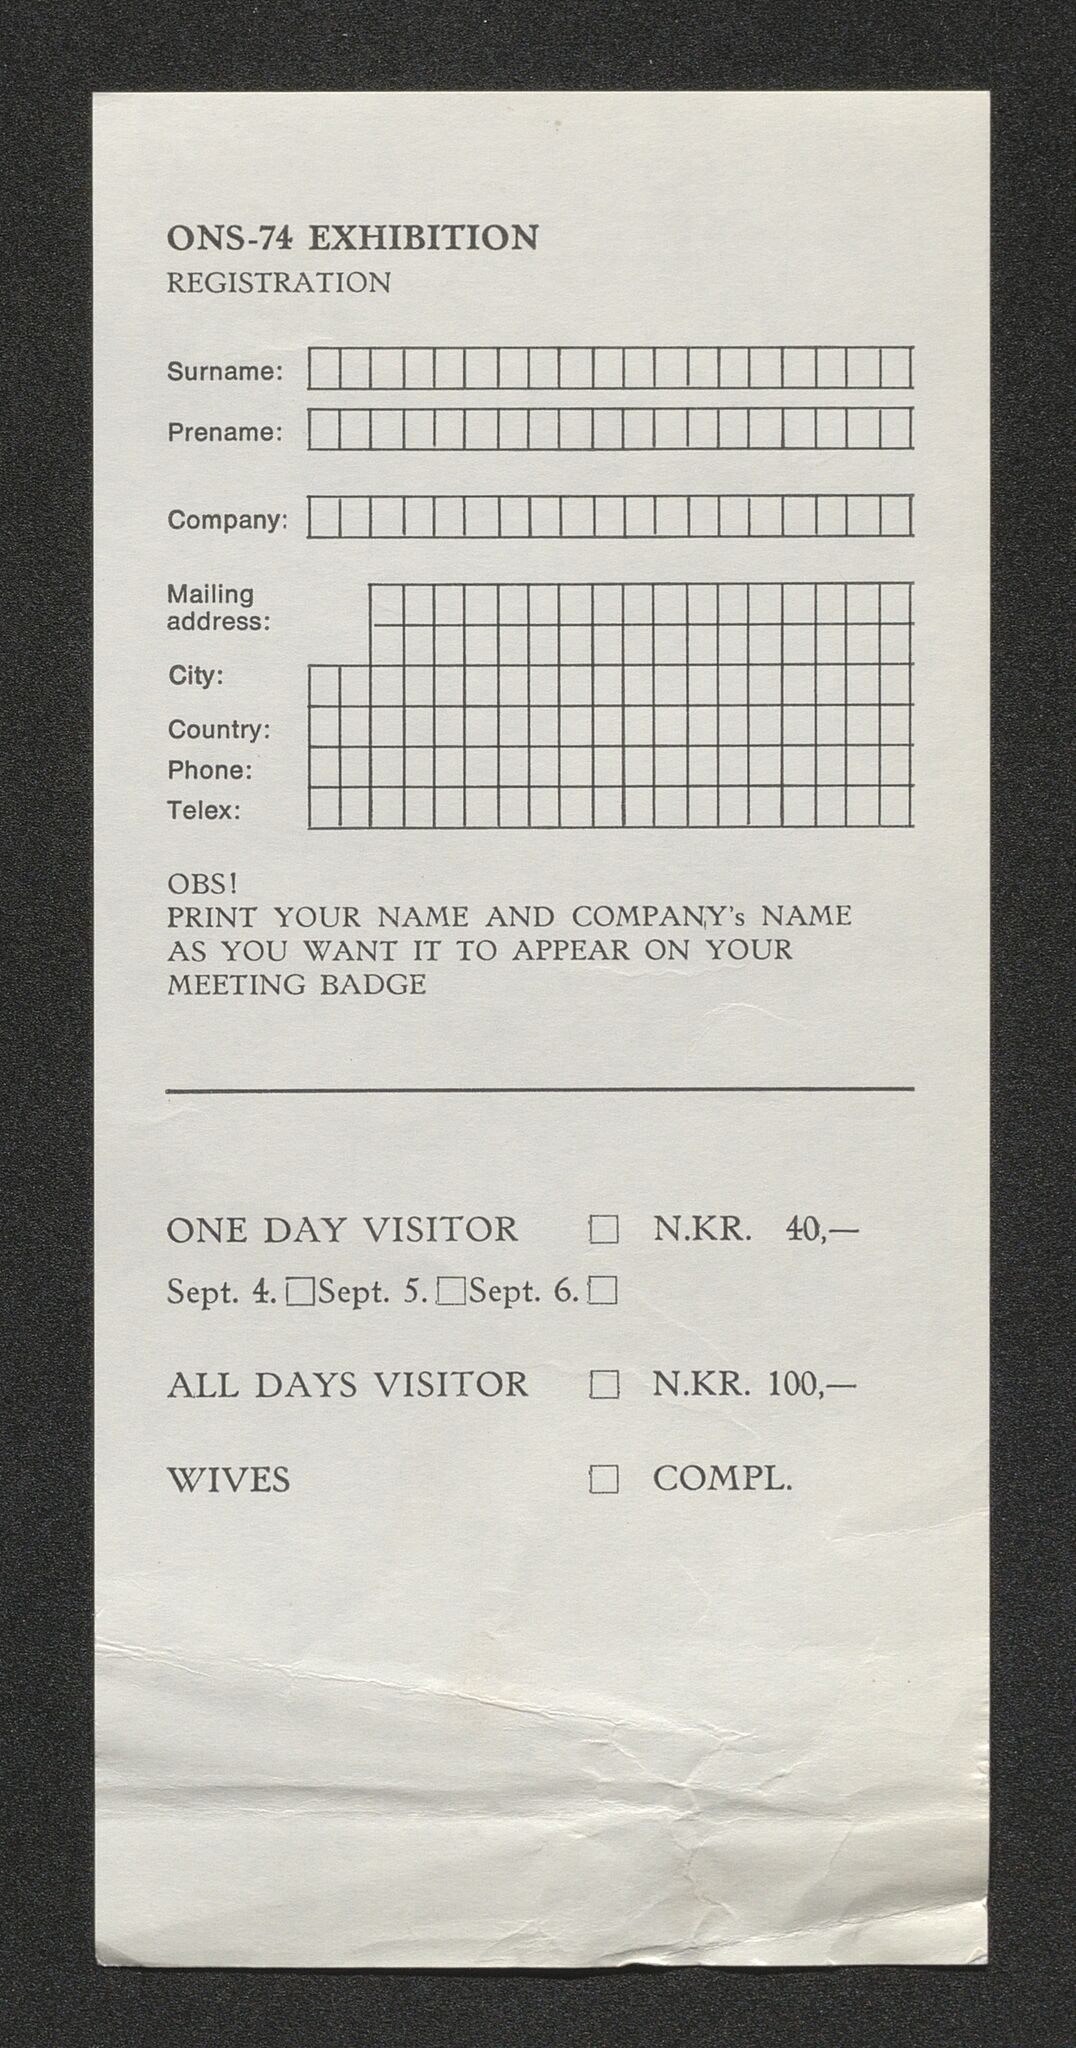 ONS-74 EXHIBITION
REGISTRATION
Surname:
Prename:
Company:
Mailing
address:
City:
Country:
Phone:
Telex:
OBS!
PRINT YOUR NAME AND COMPANY's NAME
AS YOU WANT IT TO APPEAR ON YOUR
MEETING BADGE
ONE DAY VISITOR □ N.KR. 40,—
Sept. 4. □ Sept. 5. □ Sept. 6. □
ALL DAYS VISITOR □ N.KR. 100,—
WIVES □ COMPL.